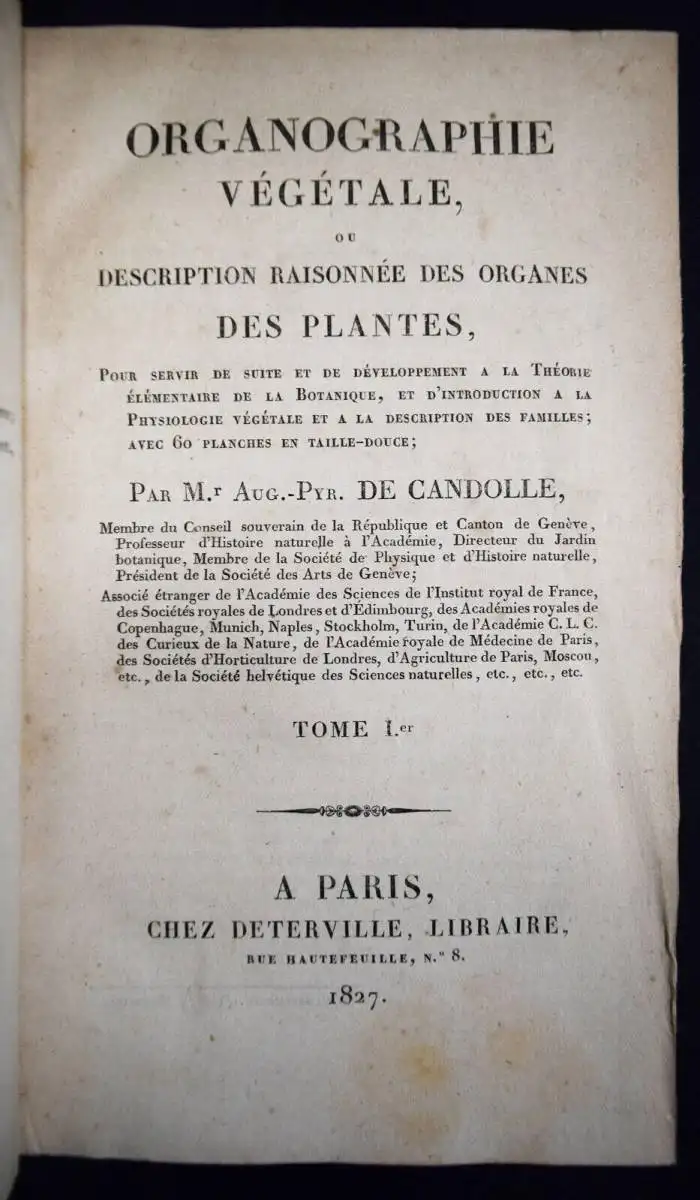 ORGANOGRAPHIE
VÉGÉTALE,
OU
DESCRIPTION RAISONNÉE DES ORGANES
DES PLANTES,
POUR SERVIR DE SUITE ET DE DÉVELOPPEMENT A LA THÉORIE
ÉLÉMENTAIRE DE LA BOTANIQUE, ET D'INTRODUCTION A LA
PHYSIOLOGIE VÉGÉTALE ET A LA DESCRIPTION DES FAMILLES;
AVEC 60 PLANCHES EN TAILLE-DOUCE;
PAR M.r AUG.-PYR. DE CANDOLLE,
Membre du Conseil souverain de la République et Canton de Genève,
Professeur d'Histoire naturelle à l'Académie, Directeur du Jardin
botanique, Membre de la Société de Physique et d'Histoire naturelle,
Président de la Société des Arts de Genève;
Associé étranger de l'Académie des Sciences de l'Institut royal de France,
des Sociétés royales de Londres et d'Édimbourg, des Académies royales de
Copenhague, Munich, Naples, Stockholm, Turin, de l'Académie C. L. C.
des Curieux de la Nature, de l'Académie royale de Médecine de Paris,
des Sociétés d'Horticulture de Londres, d'Agriculture de Paris, Moscou,
etc., de la Société helvétique des Sciences naturelles, etc., etc., etc.
TOME I.er
A PARIS,
CHEZ DETERVILLE, LIBRAIRE,
RUE HAUTEFEUILLE, N.º 8.
1827.